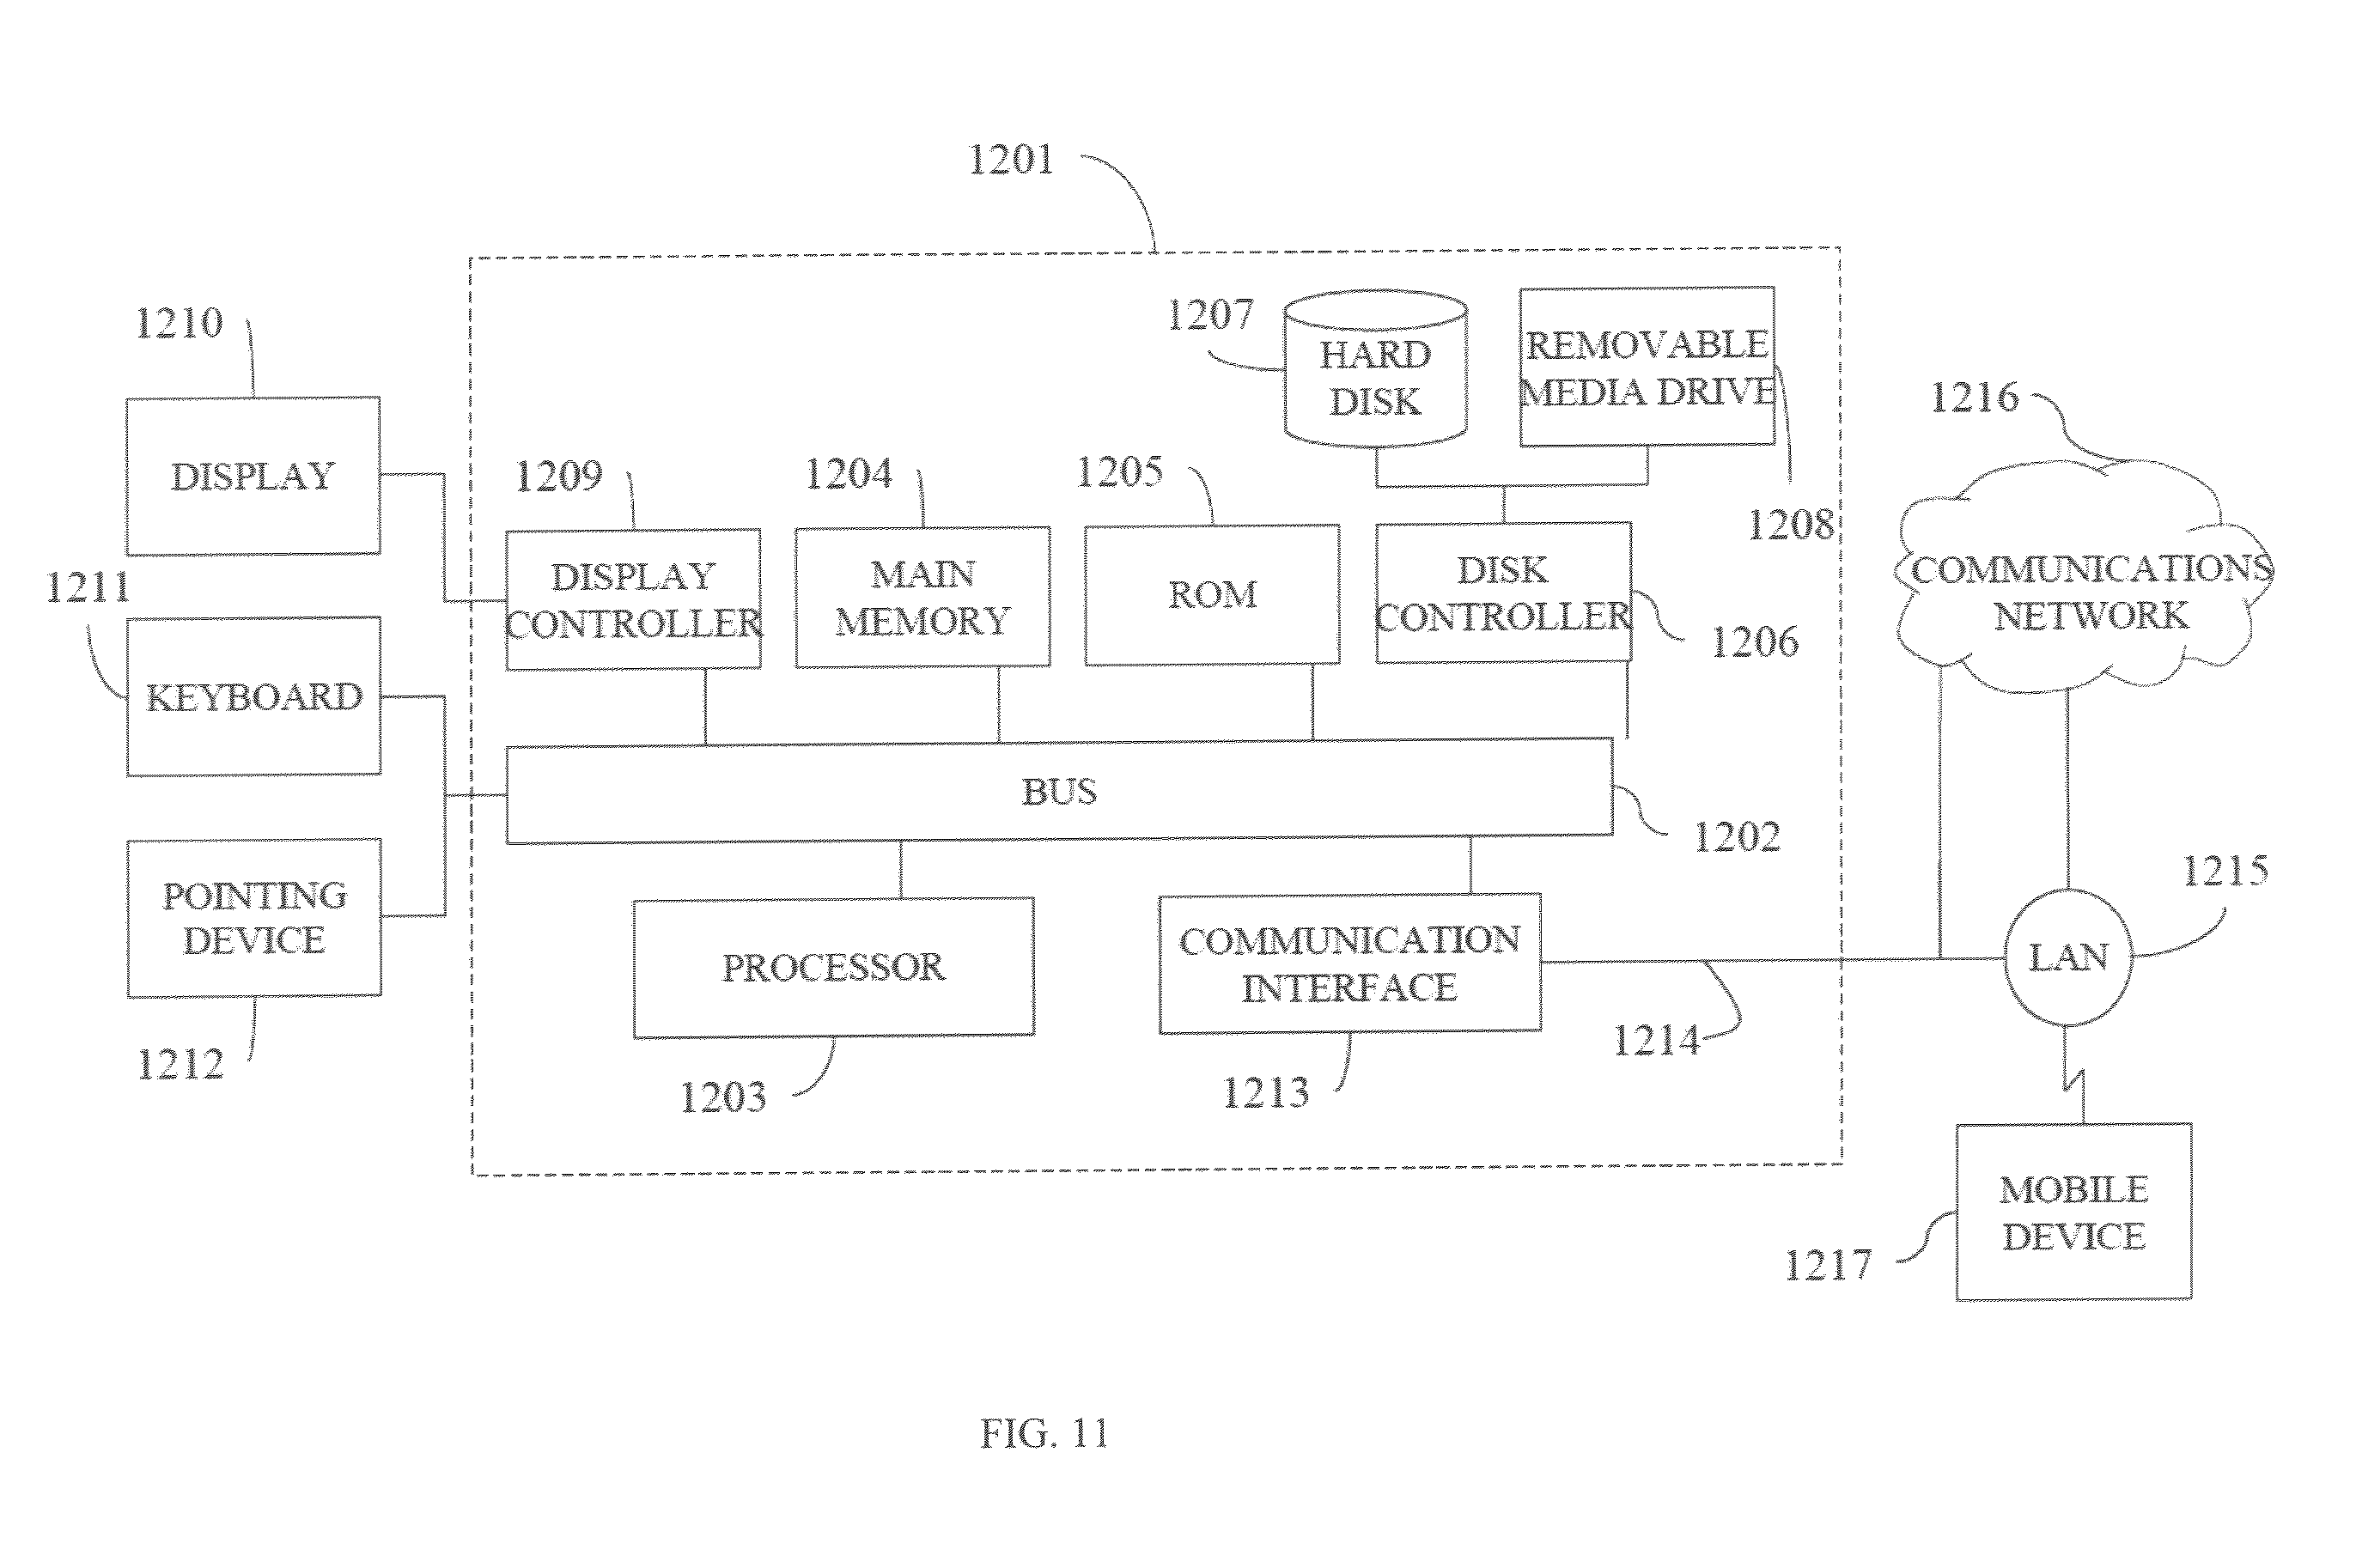 1201
1210
1207
HARD
DISK
REMOVABLE
MEDIA DRIVE
1216
DISPLAY
1209
1204
1205
1208
1211
DISPLAY
CONTROLLER
MAIN
MEMORY
ROM
DISK
CONTROLLER
1206
COMMUNICATIONS
NETWORK
KEYBOARD
BUS
1202
1215
POINTING
DEVICE
PROCESSOR
COMMUNICATION
INTERFACE
LAN
1214
1212
1203
1213
MOBILE
DEVICE
1217
FIG. 11